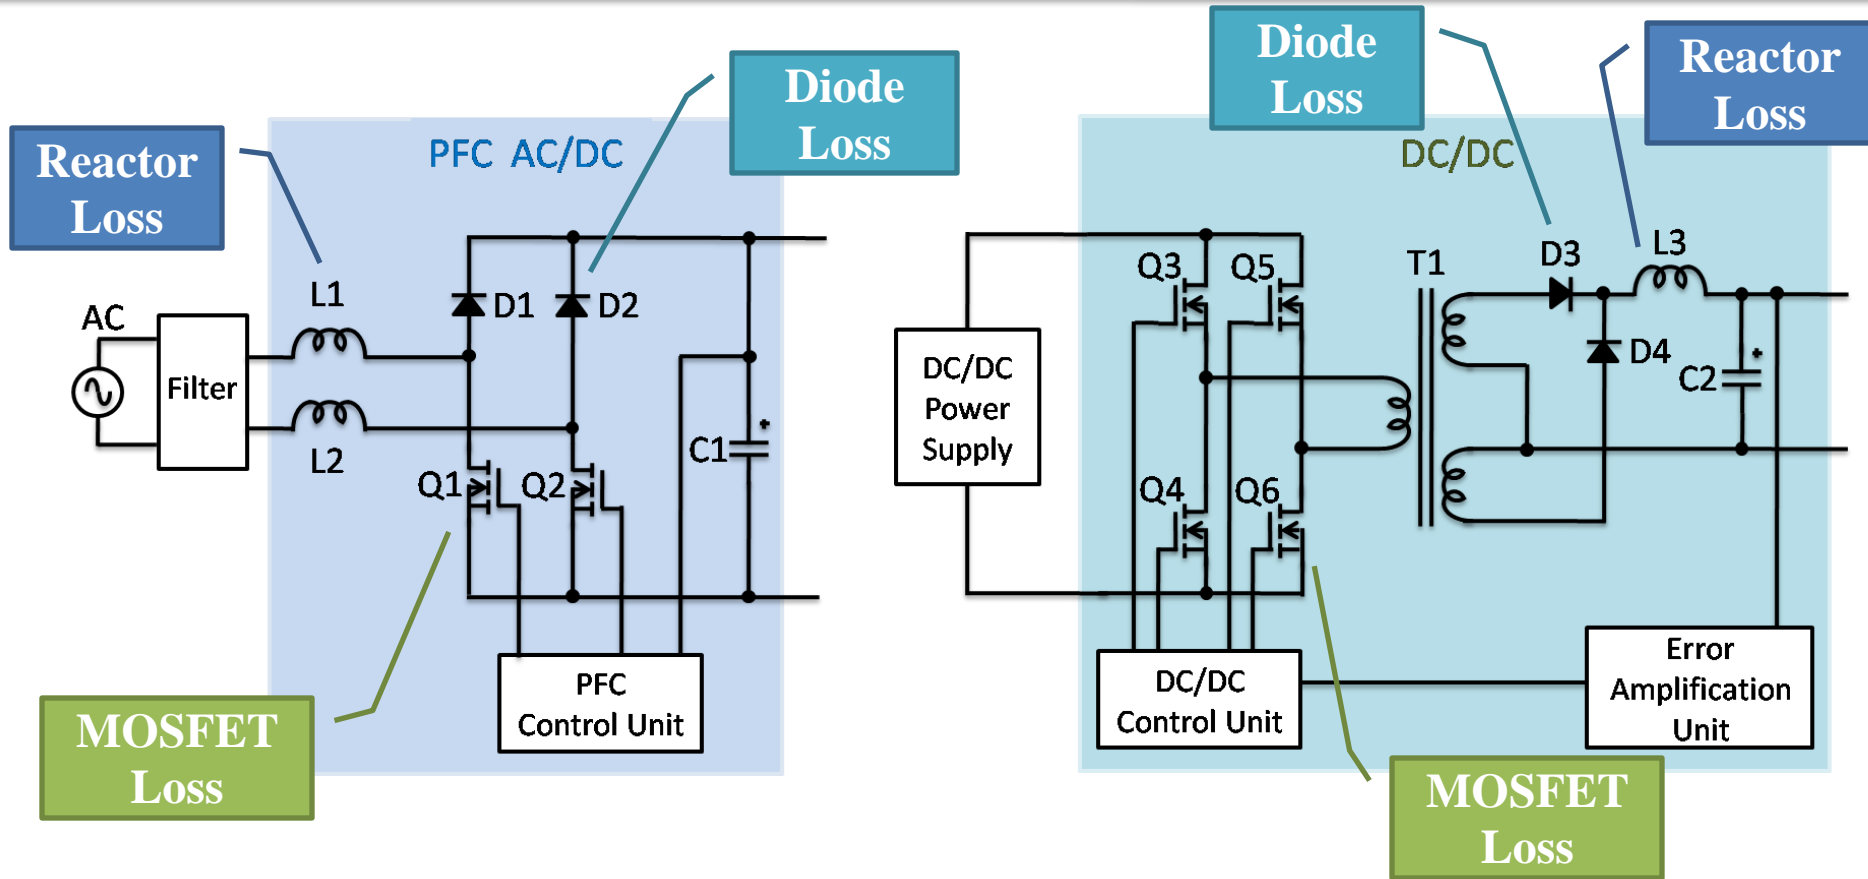 Diode
Loss
Reactor
Loss
Diode
Loss
Reactor
Loss
PFC AC/DC
DC/DC
L1
D1
D2
AC
Filter
L2
C1
Q1
Q2
PFC
Control Unit
MOSFET
Loss
Q3
Q5
T1
D3
L3
D4
C2
DC/DC
Power
Supply
Q4
Q6
DC/DC
Control Unit
Error
Amplification
Unit
MOSFET
Loss